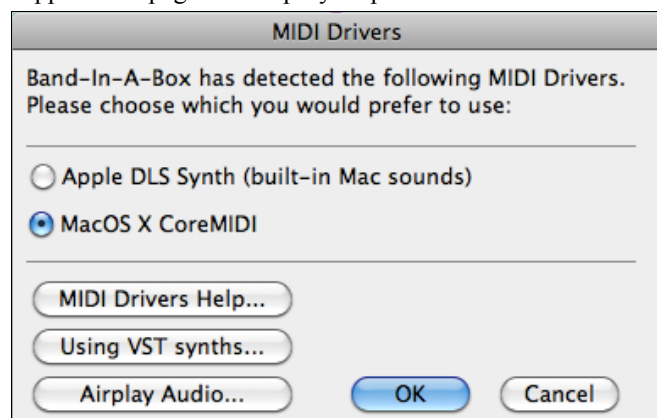 MIDI Drivers
Band-In-A-Box has detected the following MIDI Drivers.
Please choose which you would prefer to use:
Apple DLS Synth (built-in Mac sounds)
MacOS X CoreMIDI
MIDI Drivers Help...
Using VST synths...
Airplay Audio...
OK
Cancel